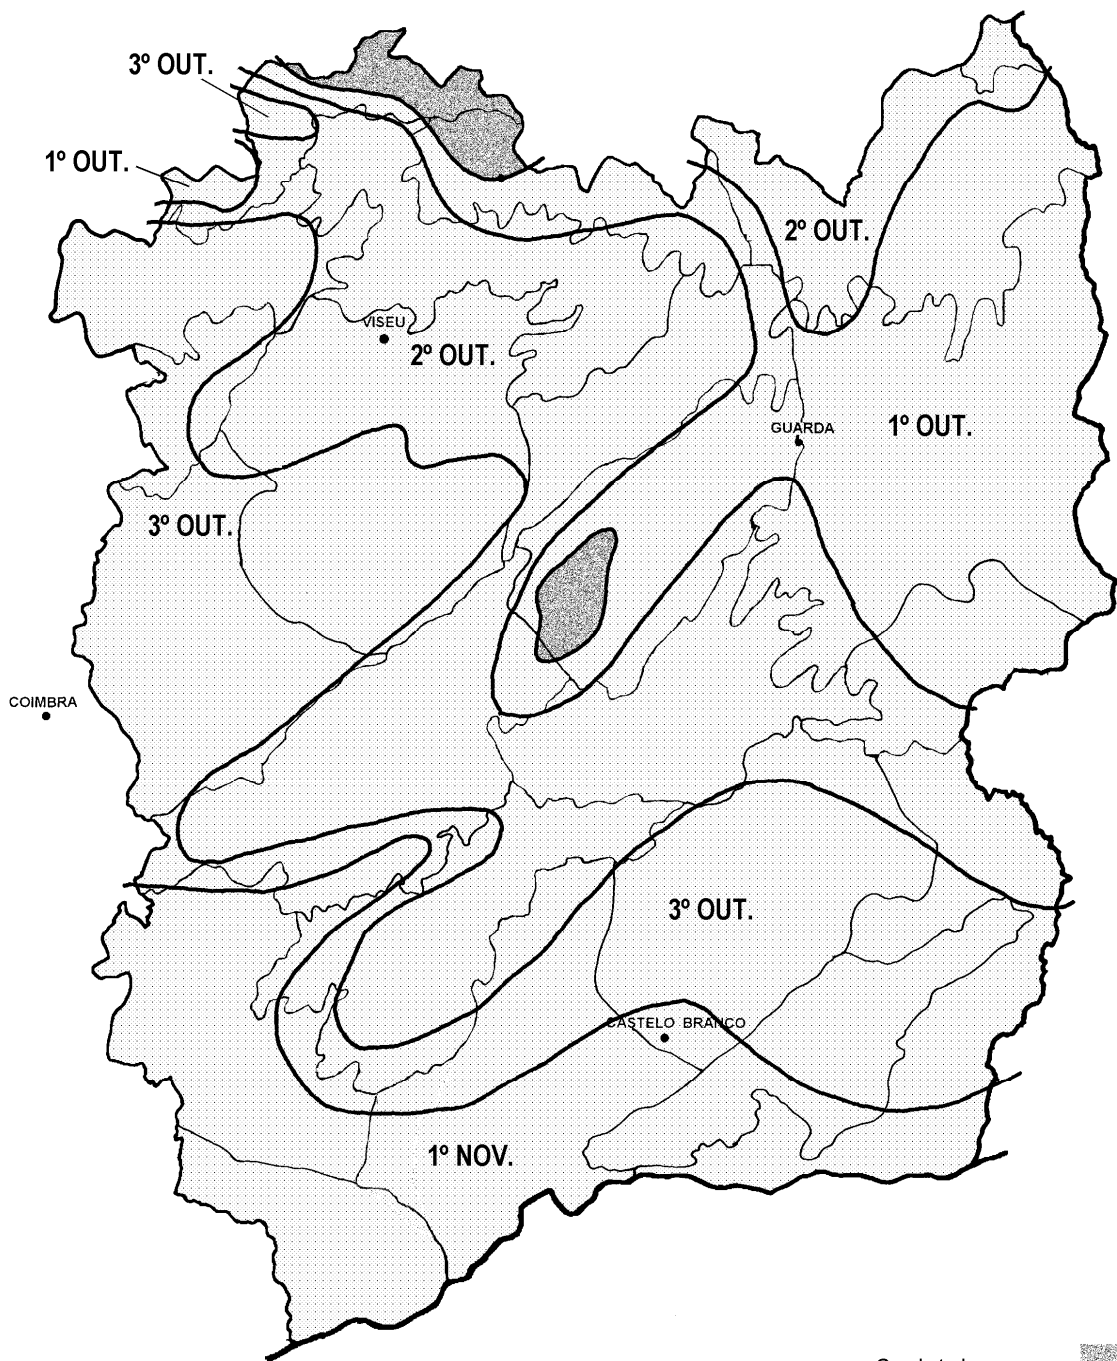 3º OUT.
1º OUT.
2º OUT.
VISEU
2º OUT.
GUARDA
1º OUT.
3º OUT.
COIMBRA
3º OUT.
CASTELO BRANCO
1º NOV.